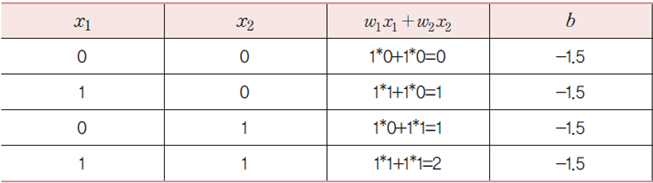 x₁ x₂ w₁x₁ + w₂x₂ b
0 0 1*0+1*0=0 −1.5
1 0 1*1+1*0=1 −1.5
0 1 1*0+1*1=1 −1.5
1 1 1*1+1*1=2 −1.5